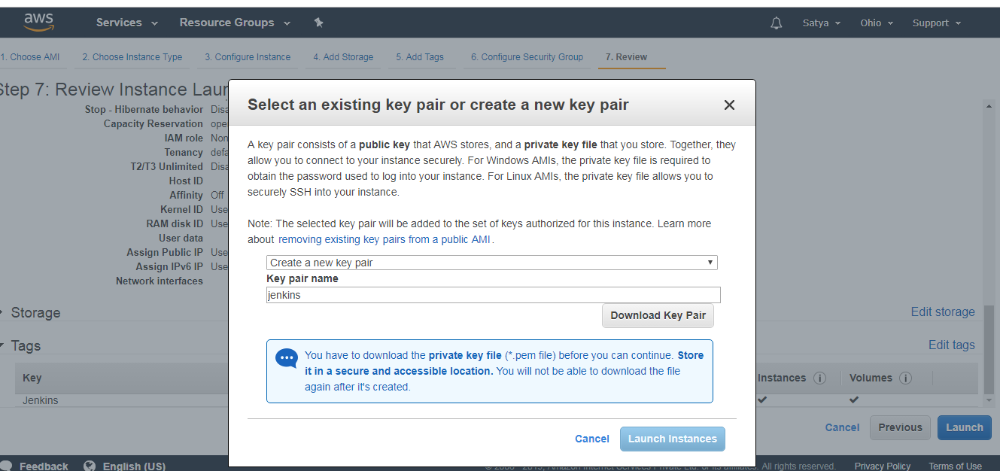 aws Services Resource Groups Satya Ohio Support
1. Choose AMI 2. Choose Instance Type 3. Configure Instance 4. Add Storage 5. Add Tags 6. Configure Security Group 7. Review
Step 7: Review Instance Laun
Stop - Hibernate behavior Disa
Capacity Reservation ope
IAM role Non
Tenancy defa
T2/T3 Unlimited Disa
Host ID
Affinity Off
Kernel ID Use
RAM disk ID Use
User data
Assign Public IP Use
Assign IPv6 IP Use
Network interfaces
Storage Edit storage
Tags Edit tags
Key Instances Volumes
Jenkins
Select an existing key pair or create a new key pair
A key pair consists of a public key that AWS stores, and a private key file that you store. Together, they
allow you to connect to your instance securely. For Windows AMIs, the private key file is required to
obtain the password used to log into your instance. For Linux AMIs, the private key file allows you to
securely SSH into your instance.
Note: The selected key pair will be added to the set of keys authorized for this instance. Learn more
about removing existing key pairs from a public AMI.
Create a new key pair
Key pair name
jenkins
Download Key Pair
You have to download the private key file (*.pem file) before you can continue. Store
it in a secure and accessible location. You will not be able to download the file
again after it's created.
Cancel Launch Instances
Cancel Previous Launch
Feedback English (US) © 2008 - 2019, Amazon Internet Services Private Ltd. or its affiliates. All rights reserved. Privacy Policy Terms of Use